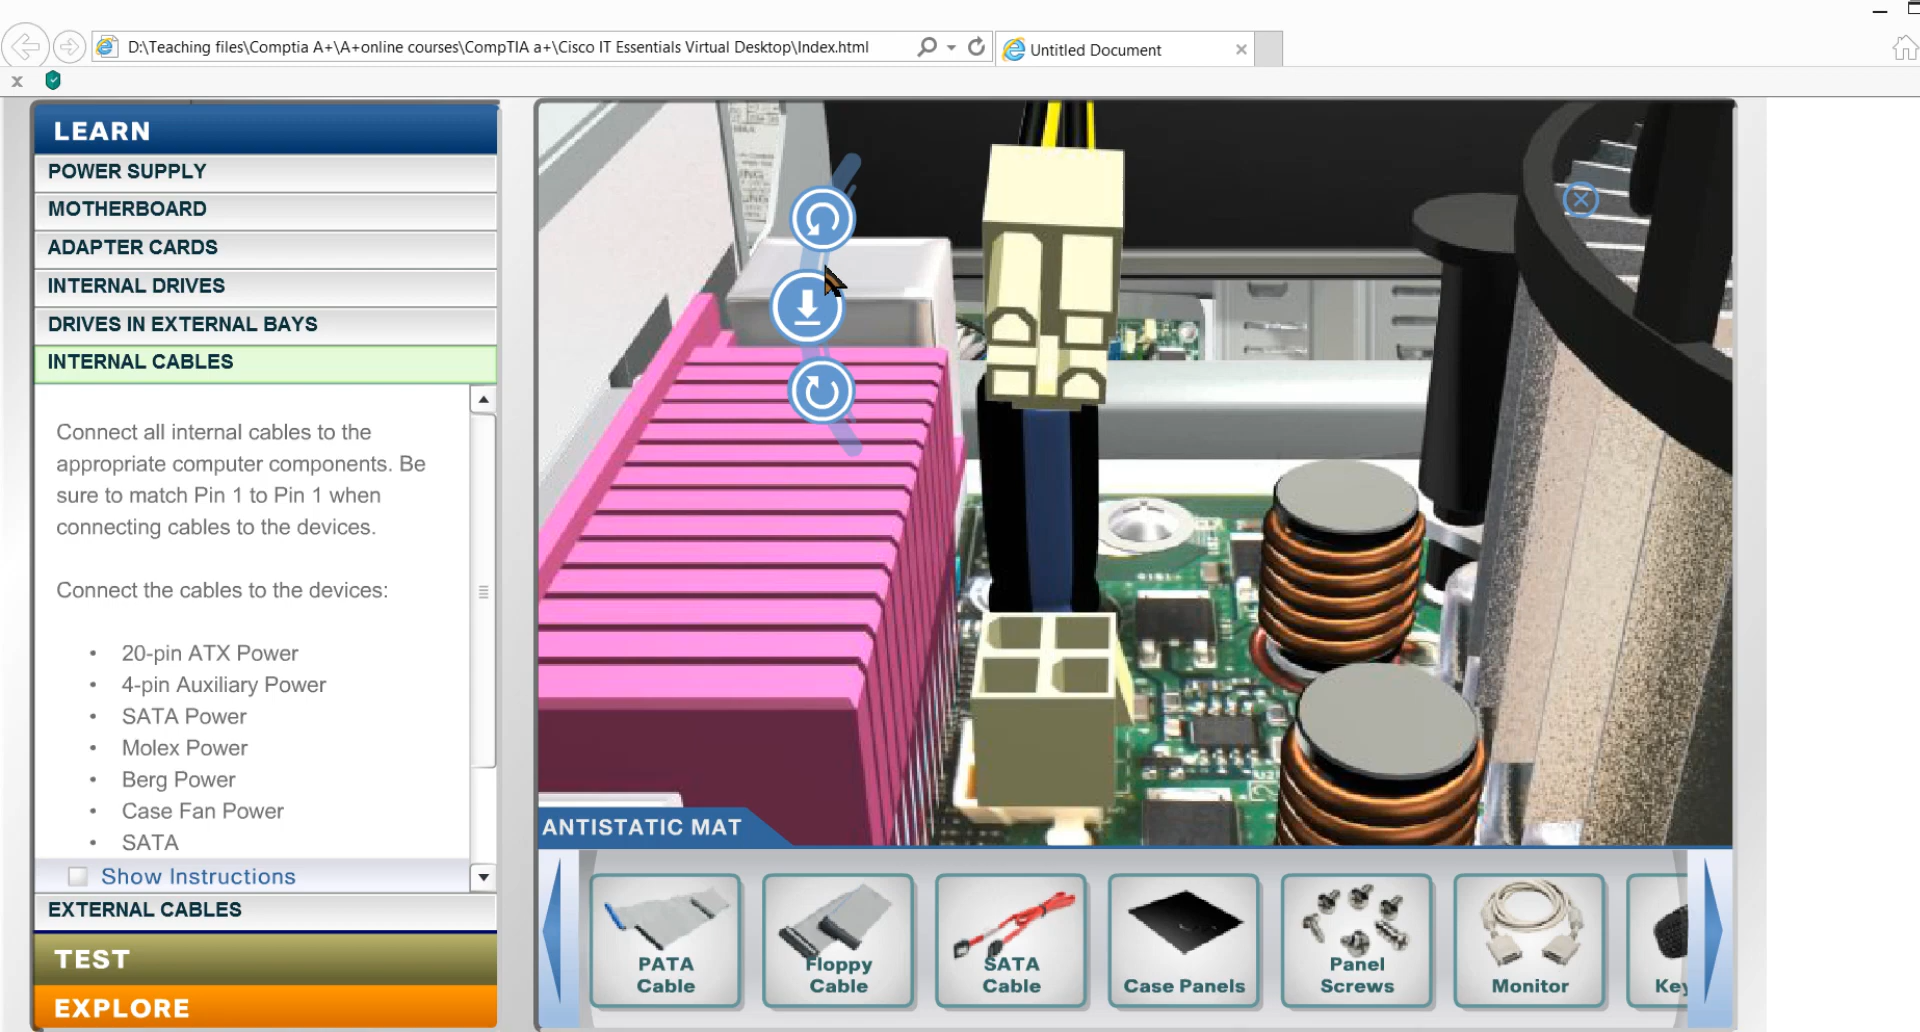 D:\Teaching files\Comptia A+\A+online courses\CompTIA a+\Cisco IT Essentials Virtual Desktop\Index.html
Untitled Document
LEARN
POWER SUPPLY
MOTHERBOARD
ADAPTER CARDS
INTERNAL DRIVES
DRIVES IN EXTERNAL BAYS
INTERNAL CABLES
Connect all internal cables to the
appropriate computer components. Be
sure to match Pin 1 to Pin 1 when
connecting cables to the devices.
Connect the cables to the devices:
• 20-pin ATX Power
• 4-pin Auxiliary Power
• SATA Power
• Molex Power
• Berg Power
• Case Fan Power
• SATA
Show Instructions
EXTERNAL CABLES
TEST
EXPLORE
ANTISTATIC MAT
PATA
Cable
Floppy
Cable
SATA
Cable
Case Panels
Panel
Screws
Monitor
Key